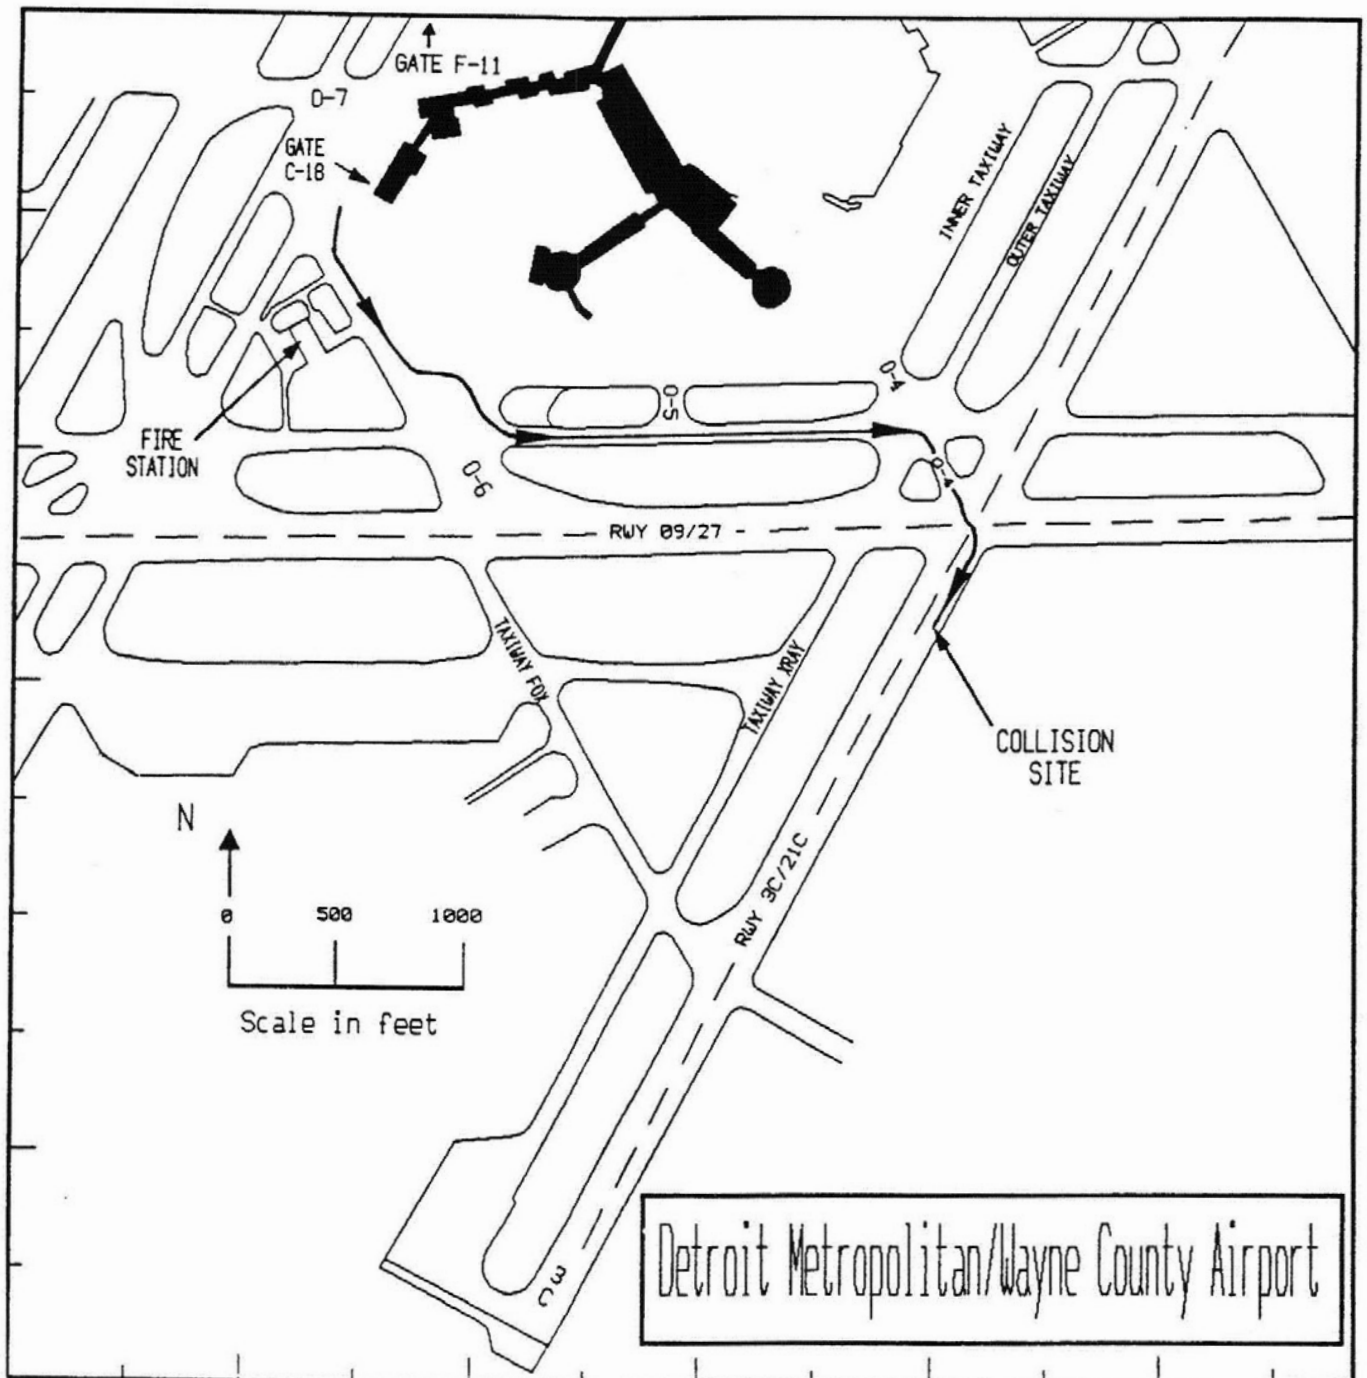 GATE F-11
O-7
GATE
C-18
INNER TAXIWAY
OUTER TAXIWAY
O-4
O-5
FIRE
STATION
O-6
O-4
RWY 09/27
TAXIWAY FOX
TAXIWAY XRAY
COLLISION
SITE
N
0 500 1000
Scale in feet
RWY 3C/21C
3C
Detroit Metropolitan/Wayne County Airport